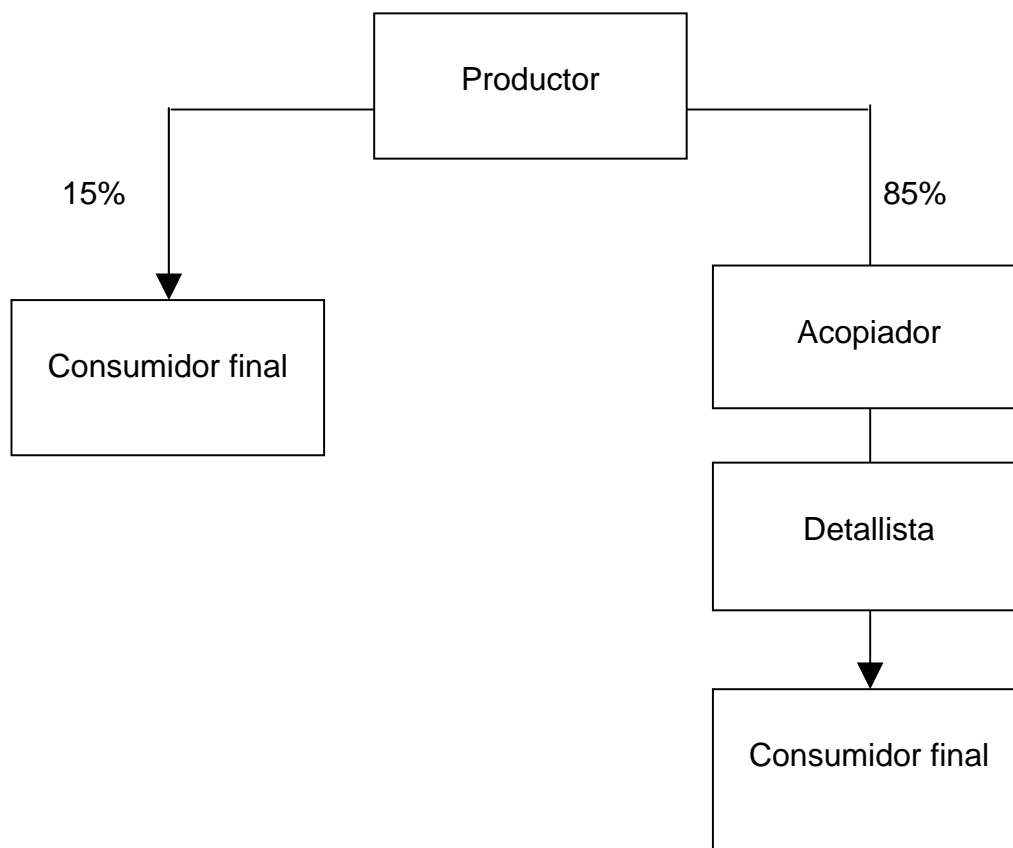 Productor
15%
85%
Consumidor final
Acopiador
Detallista
Consumidor final